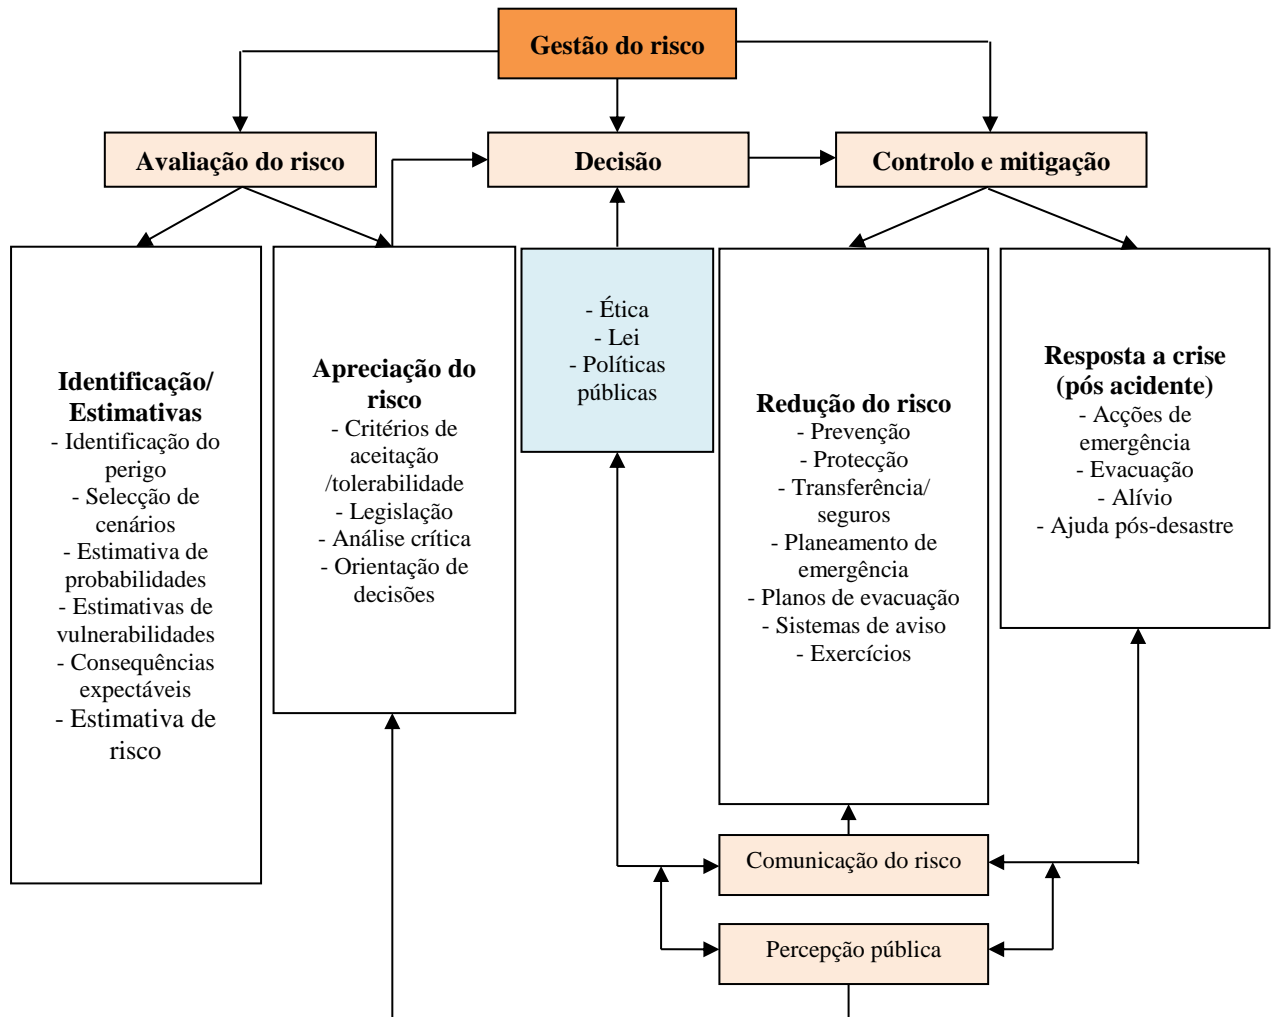 Gestão do risco
Avaliação do risco
Decisão
Controlo e mitigação
Identificação/
Estimativas
- Identificação do
perigo
- Selecção de
cenários
- Estimativa de
probabilidades
- Estimativas de
vulnerabilidades
- Consequências
expectáveis
- Estimativa de
risco
Apreciação do
risco
- Critérios de
aceitação
/tolerabilidade
- Legislação
- Análise crítica
- Orientação de
decisões
- Ética
- Lei
- Políticas
públicas
Redução do risco
- Prevenção
- Protecção
- Transferência/
seguros
- Planeamento de
emergência
- Planos de evacuação
- Sistemas de aviso
- Exercícios
Resposta a crise
(pós acidente)
- Acções de
emergência
- Evacuação
- Alívio
- Ajuda pós-desastre
Comunicação do risco
Percepção pública